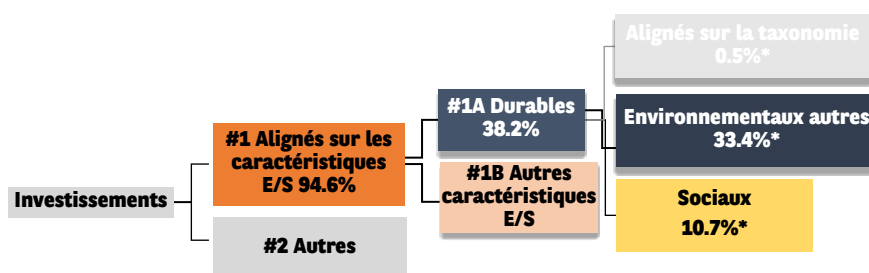 Investissements
#1 Alignés sur les
caractéristiques
E/S 94.6%
#2 Autres
#1A Durables
38.2%
#1B Autres
caractéristiques
E/S
Alignés sur la taxonomie
0.5%*
Environnementaux autres
33.4%*
Sociaux
10.7%*